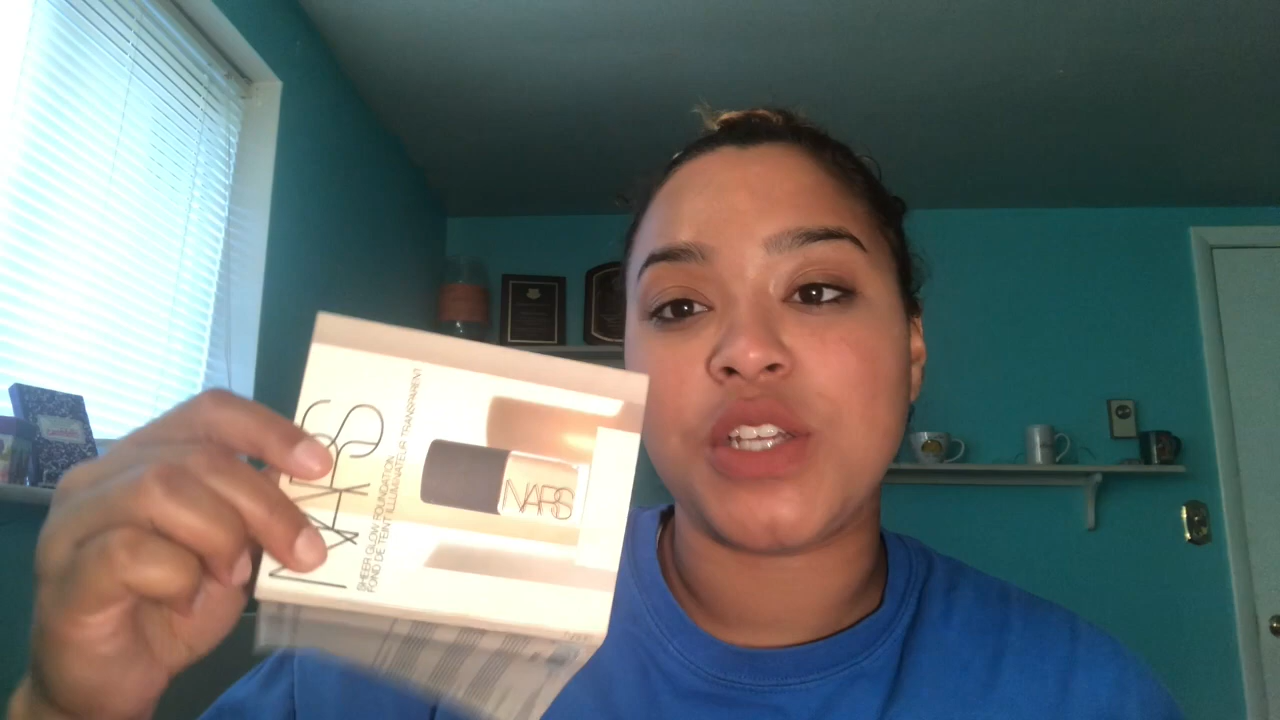 NARS
SHEER GLOW FOUNDATION
FOND DE TEINT ILLUMINATEUR TRANSPARENT
NARS